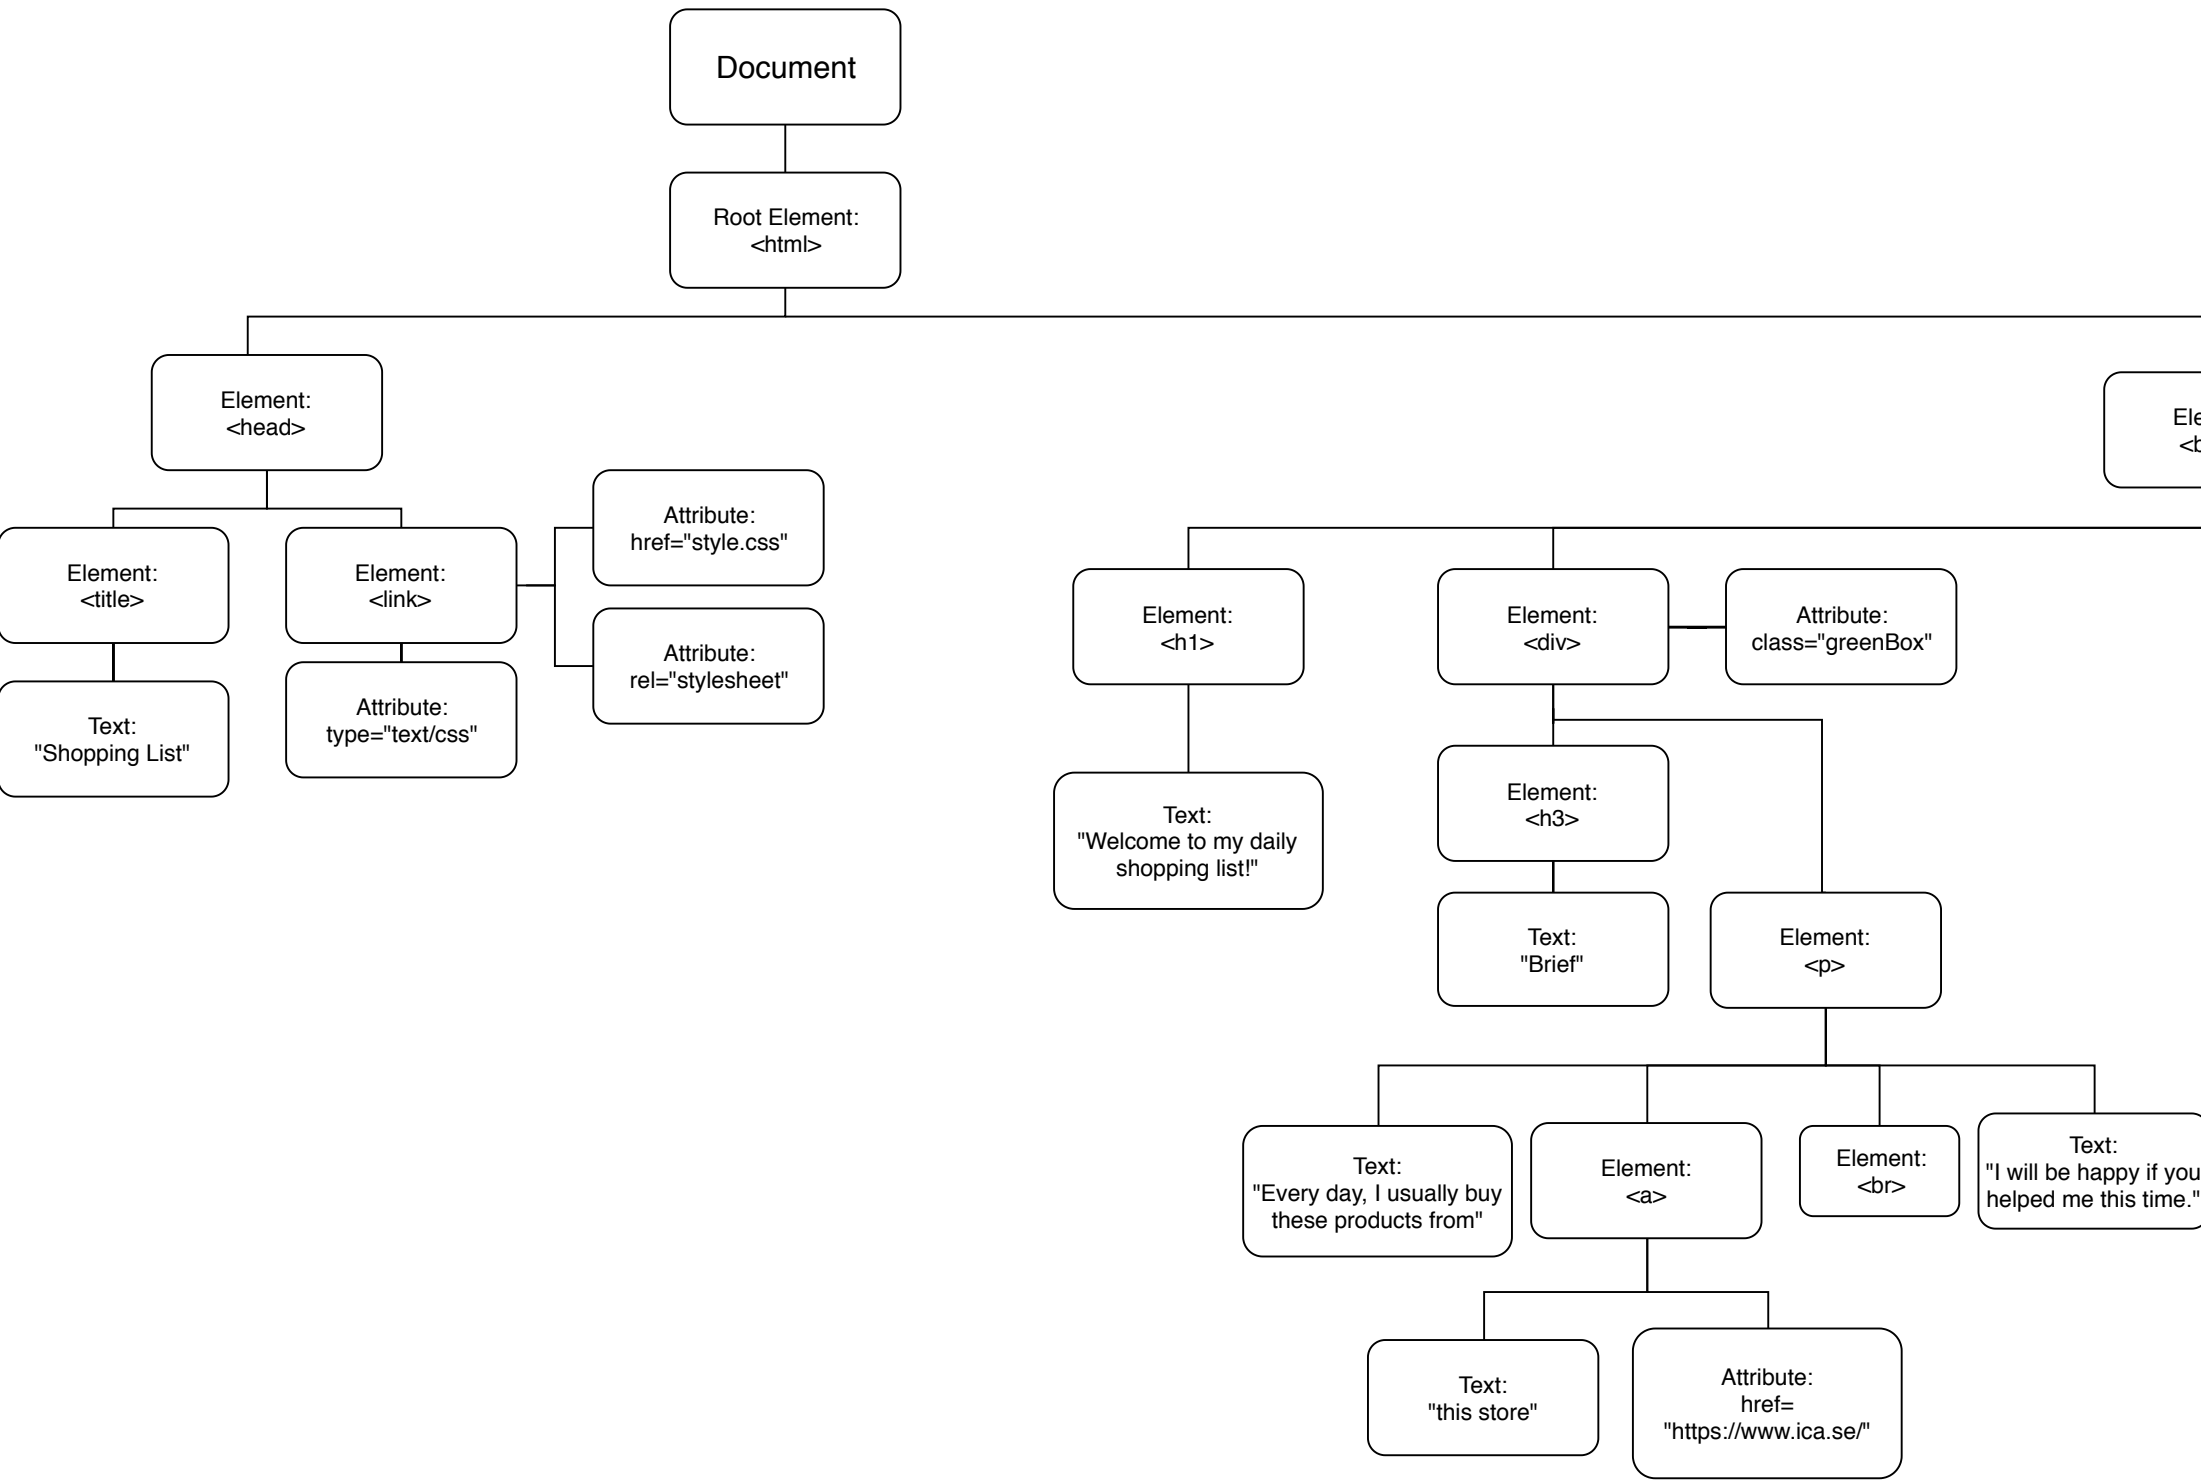 Document
Root Element:
<html>
Element:
<head>
Element:
<title>
Text:
"Shopping List"
Element:
<link>
Attribute:
type="text/css"
Attribute:
href="style.css"
Attribute:
rel="stylesheet"
Element:
<h1>
Text:
"Welcome to my daily
shopping list!"
Element:
<div>
Attribute:
class="greenBox"
Element:
<h3>
Text:
"Brief"
Element:
<p>
Text:
"Every day, I usually buy
these products from"
Element:
<a>
Element:
<br>
Text:
"I will be happy if you
helped me this time."
Text:
"this store"
Attribute:
href=
"https://www.ica.se/"